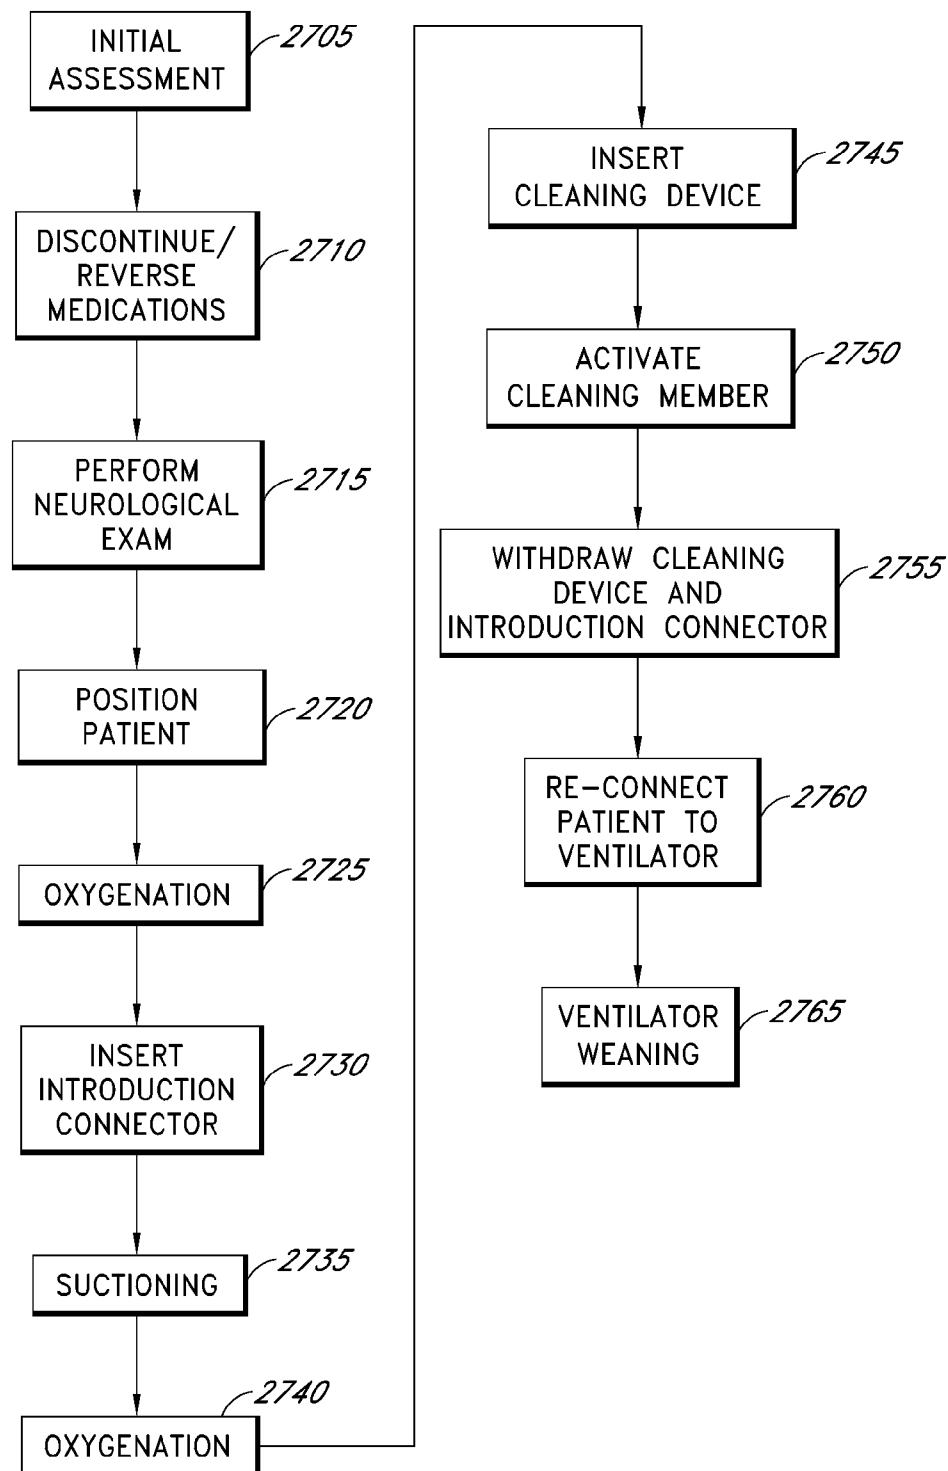 INITIAL
ASSESSMENT
2705
DISCONTINUE/
REVERSE
MEDICATIONS
2710
PERFORM
NEUROLOGICAL
EXAM
2715
POSITION
PATIENT
2720
OXYGENATION
2725
INSERT
INTRODUCTION
CONNECTOR
2730
SUCTIONING
2735
OXYGENATION
2740
INSERT
CLEANING DEVICE
2745
ACTIVATE
CLEANING MEMBER
2750
WITHDRAW CLEANING
DEVICE AND
INTRODUCTION CONNECTOR
2755
RE-CONNECT
PATIENT TO
VENTILATOR
2760
VENTILATOR
WEANING
2765